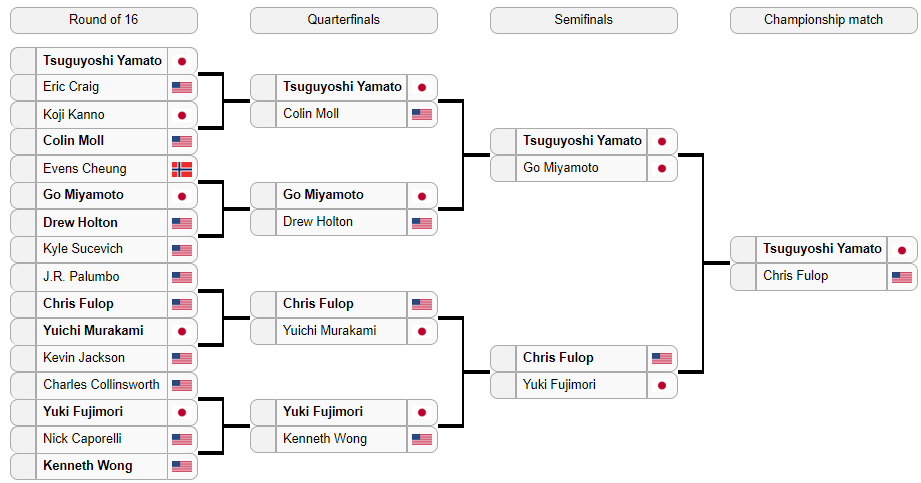 Round of 16
Quarterfinals
Semifinals
Championship match
Tsuguyoshi Yamato
Eric Craig
Koji Kanno
Colin Moll
Evens Cheung
Go Miyamoto
Drew Holton
Kyle Sucevich
J.R. Palumbo
Chris Fulop
Yuichi Murakami
Kevin Jackson
Charles Collinsworth
Yuki Fujimori
Nick Caporelli
Kenneth Wong
Tsuguyoshi Yamato
Colin Moll
Go Miyamoto
Drew Holton
Chris Fulop
Yuichi Murakami
Yuki Fujimori
Kenneth Wong
Tsuguyoshi Yamato
Go Miyamoto
Chris Fulop
Yuki Fujimori
Tsuguyoshi Yamato
Chris Fulop